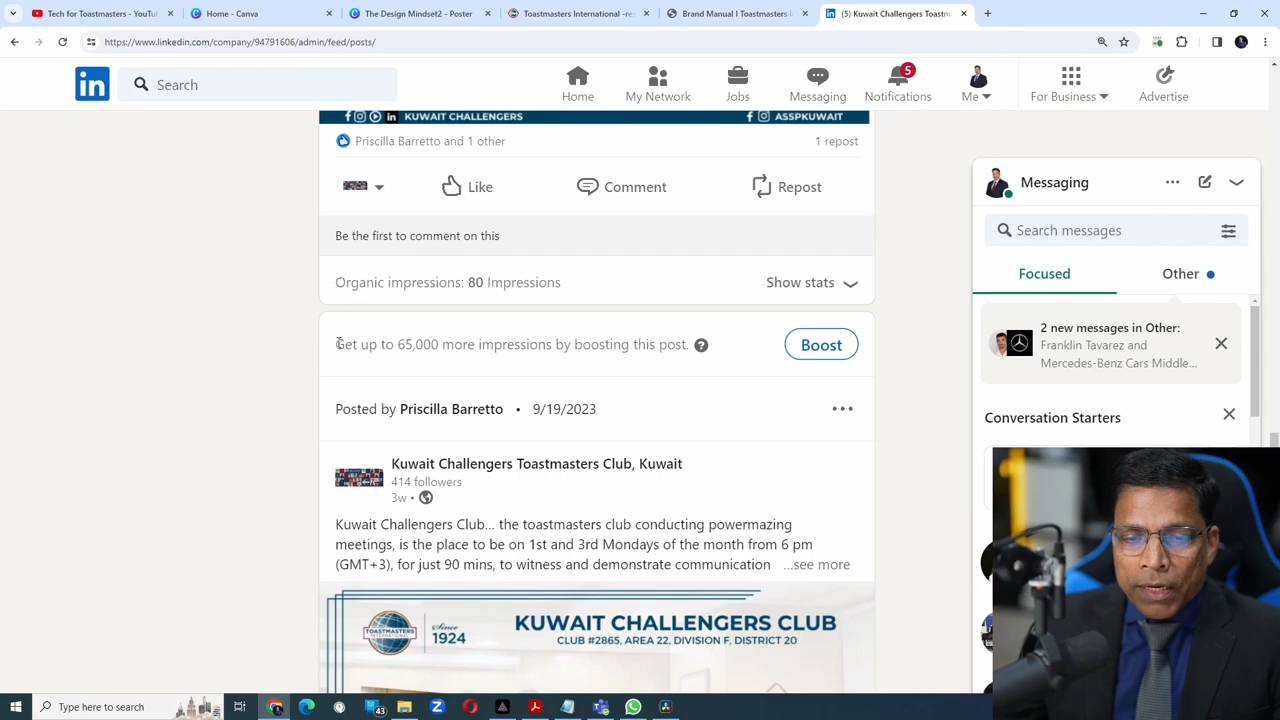 Tech for Toastmasters - YouTu
Home - Canva
The Design Mindset2 - Poster
Toastmasters International -re
Brand Manual I Toastmasters I
(5) Kuwait Challengers Toastm
https://www.linkedin.com/company/94791606/admin/feed/posts/
in
Search
Home
My Network
Jobs
Messaging
5
Notifications
Me
For Business
Advertise
KUWAIT CHALLENGERS
ASSPKUWAIT
Priscilla Barretto and 1 other
1 repost
Like
Comment
Repost
Be the first to comment on this
Organic impressions: 80 Impressions
Show stats
Get up to 65,000 more impressions by boosting this post.
Boost
Posted by Priscilla Barretto • 9/19/2023
Kuwait Challengers Toastmasters Club, Kuwait
414 followers
3w •
Kuwait Challengers Club... the toastmasters club conducting powermazing
meetings, is the place to be on 1st and 3rd Mondays of the month from 6 pm
(GMT+3), for just 90 mins, to witness and demonstrate communication ...see more
TOASTMASTERS
INTERNATIONAL
Since
1924
KUWAIT CHALLENGERS CLUB
CLUB #2865, AREA 22, DIVISION F, DISTRICT 20
Messaging
Search messages
Focused
Other
2 new messages in Other:
Franklin Tavarez and
Mercedes-Benz Cars Middle...
Conversation Starters
Type here to search
43